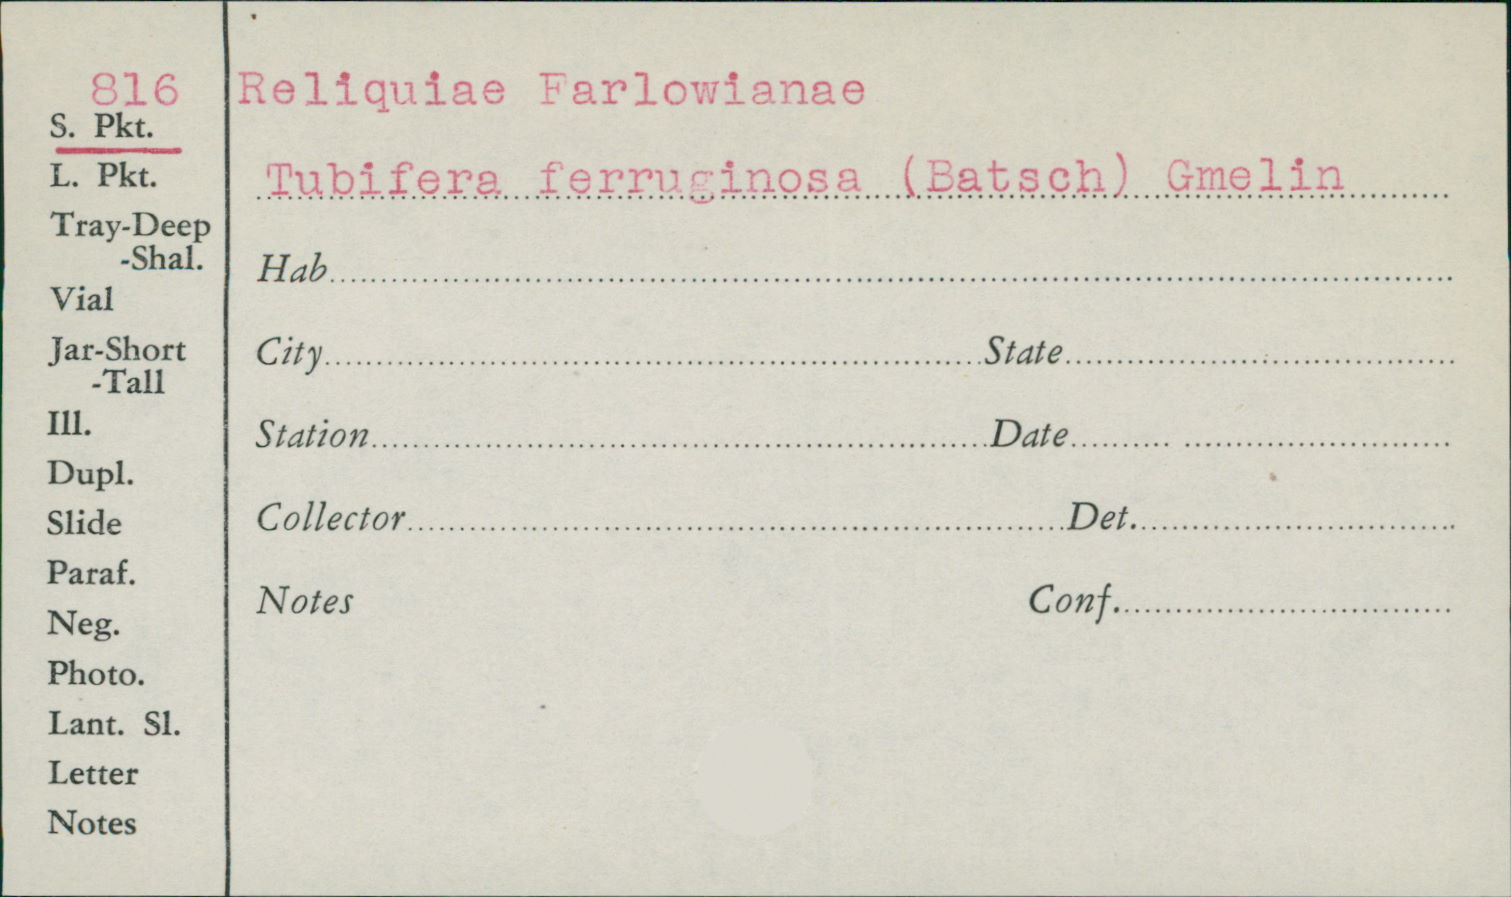 816
S. Pkt.
L. Pkt.
Tray-Deep
-Shal.
Vial
Jar-Short
-Tall
Ill.
Dupl.
Slide
Paraf.
Neg.
Photo.
Lant. Sl.
Letter
Notes
Reliquiae Farlowianae
Tubifera ferruginosa (Batsch) Gmelin
Hab
City State
Station Date
Collector Det.
Notes Conf.